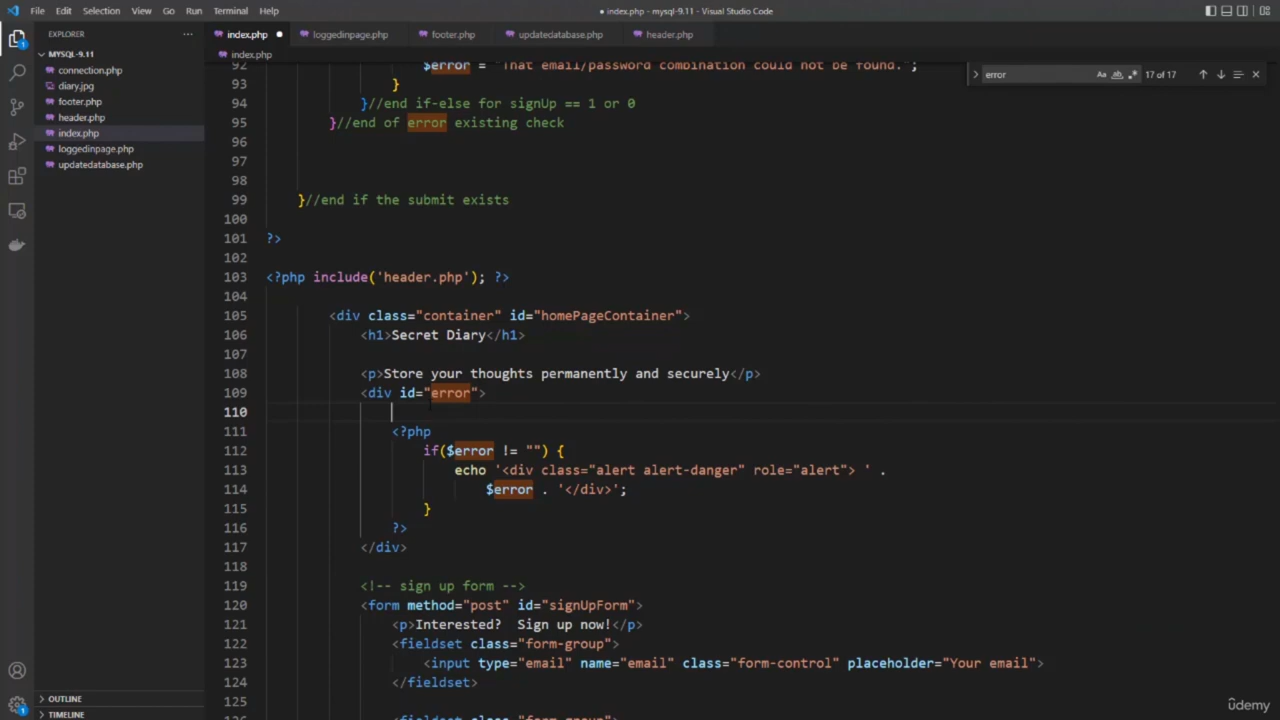 File Edit Selection View Go Run Terminal Help
● index.php - mysql-9.11 - Visual Studio Code
EXPLORER
MYSQL-9.11
connection.php
diary.jpg
footer.php
header.php
index.php
loggedinpage.php
updatedatabase.php
OUTLINE
TIMELINE
index.php loggedinpage.php footer.php updatedatabase.php header.php
index.php
error Aa ab 17 of 17
92 $error = "That email/password combination could not be found.";
93 }
94 }//end if-else for signUp == 1 or 0
95 }//end of error existing check
96
97
98
99 }//end if the submit exists
100
101 ?>
102
103 <?php include('header.php'); ?>
104
105 <div class="container" id="homePageContainer">
106 <h1>Secret Diary</h1>
107
108 <p>Store your thoughts permanently and securely</p>
109 <div id="error">
110
111 <?php
112 if($error != "") {
113 echo '<div class="alert alert-danger" role="alert"> ' .
114 $error . '</div>';
115 }
116 ?>
117 </div>
118
119 <!-- sign up form -->
120 <form method="post" id="signUpForm">
121 <p>Interested?  Sign up now!</p>
122 <fieldset class="form-group">
123 <input type="email" name="email" class="form-control" placeholder="Your email">
124 </fieldset>
125
126 <fieldset class="form-group">
ûdemy